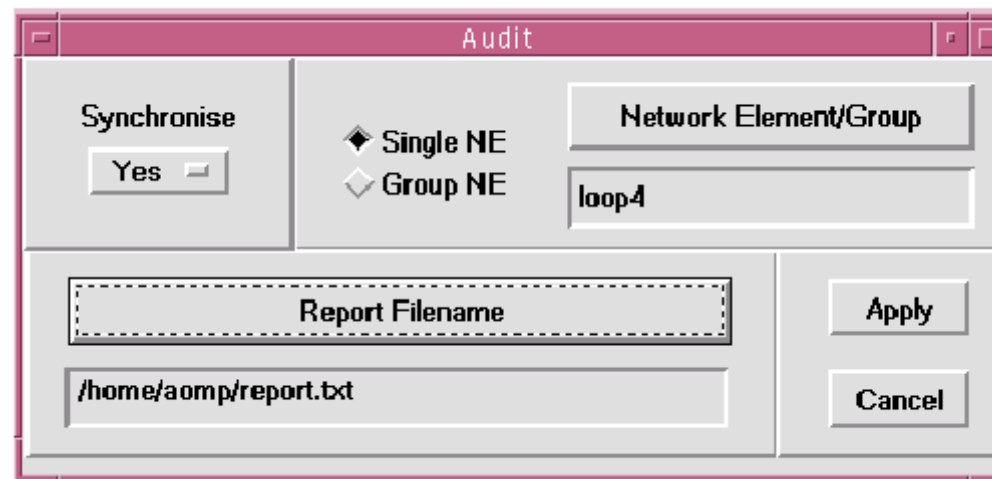 Audit
Synchronise
Yes
Single NE
Group NE
Network Element/Group
loop4
Report Filename
/home/aomp/report.txt
Apply
Cancel